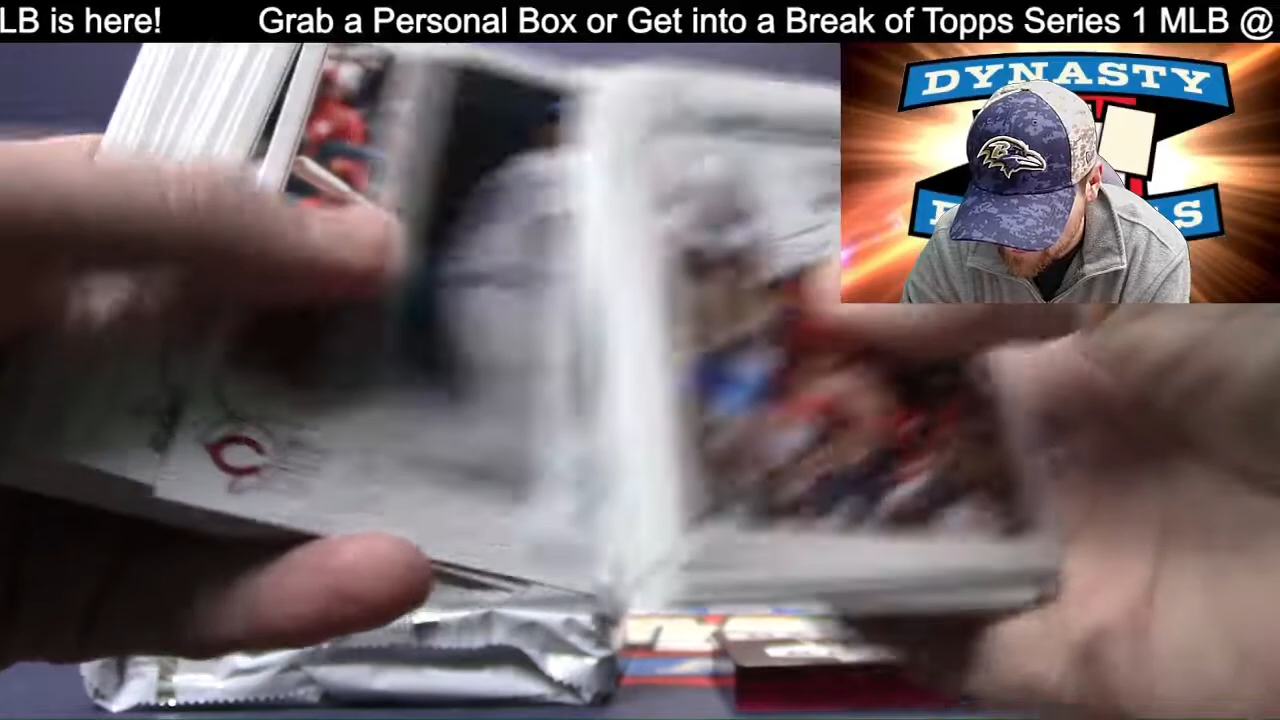 LB is here! Grab a Personal Box or Get into a Break of Topps Series 1 MLB @
DYNASTY